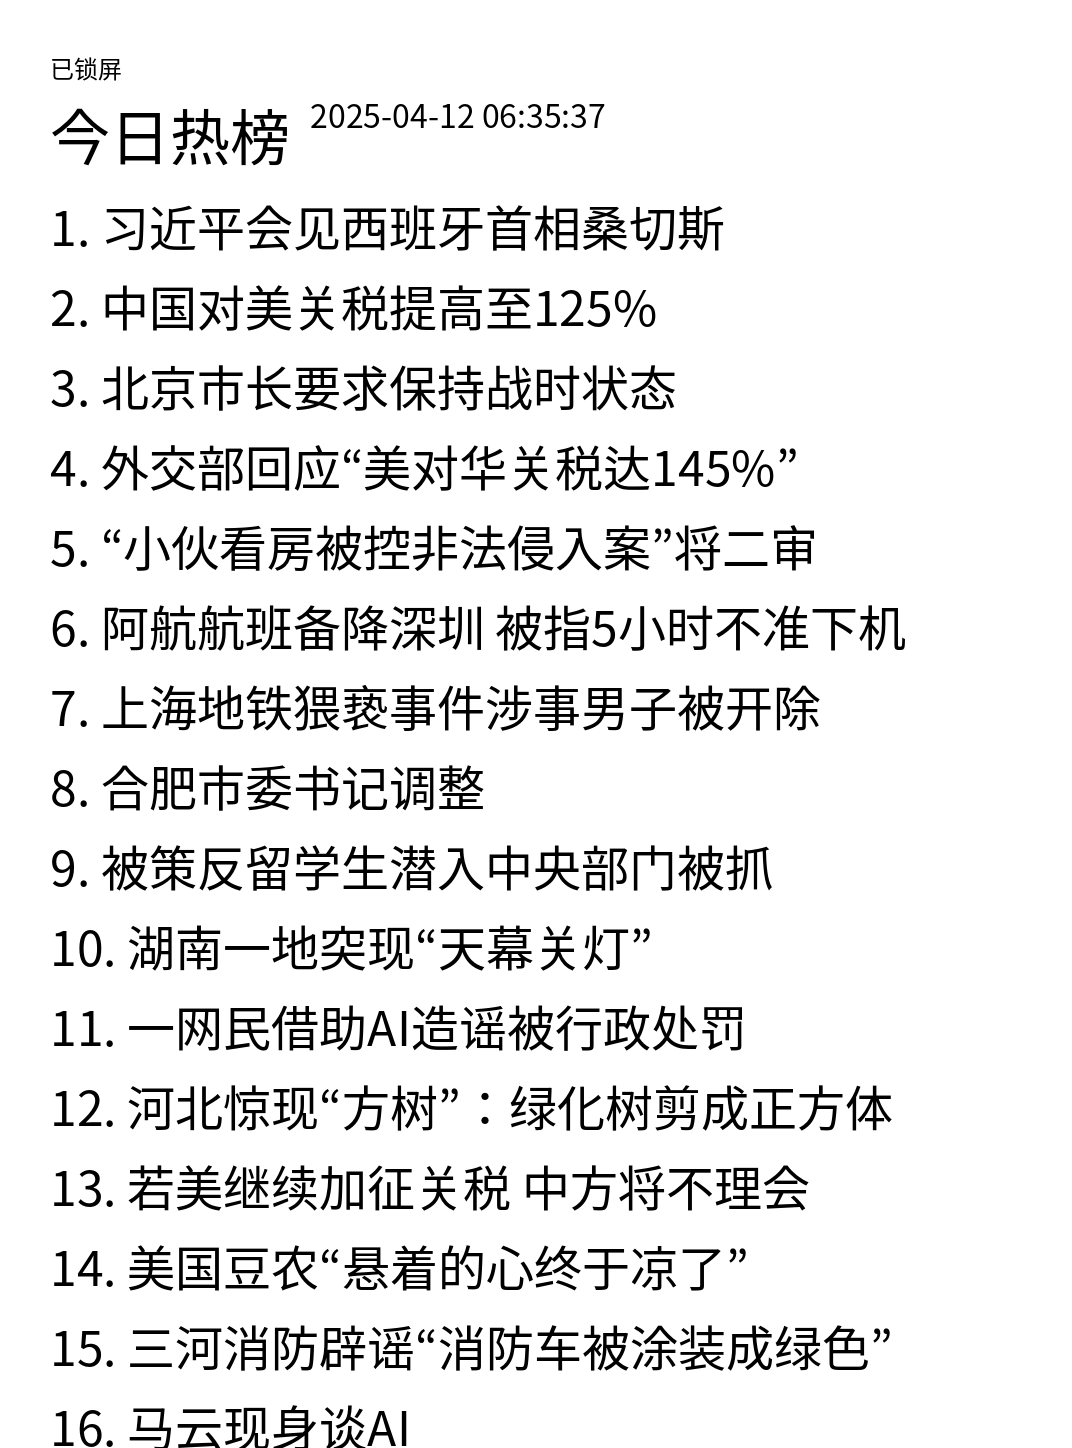 已锁屏
今日热榜 2025-04-12 06:35:37
1. 习近平会见西班牙首相桑切斯
2. 中国对美关税提高至125%
3. 北京市长要求保持战时状态
4. 外交部回应“美对华关税达145%”
5. “小伙看房被控非法侵入案”将二审
6. 阿航航班备降深圳 被指5小时不准下机
7. 上海地铁猥亵事件涉事男子被开除
8. 合肥市委书记调整
9. 被策反留学生潜入中央部门被抓
10. 湖南一地突现“天幕关灯”
11. 一网民借助AI造谣被行政处罚
12. 河北惊现“方树”：绿化树剪成正方体
13. 若美继续加征关税 中方将不理会
14. 美国豆农“悬着的心终于凉了”
15. 三河消防辟谣“消防车被涂装成绿色”
16. 马云现身谈AI